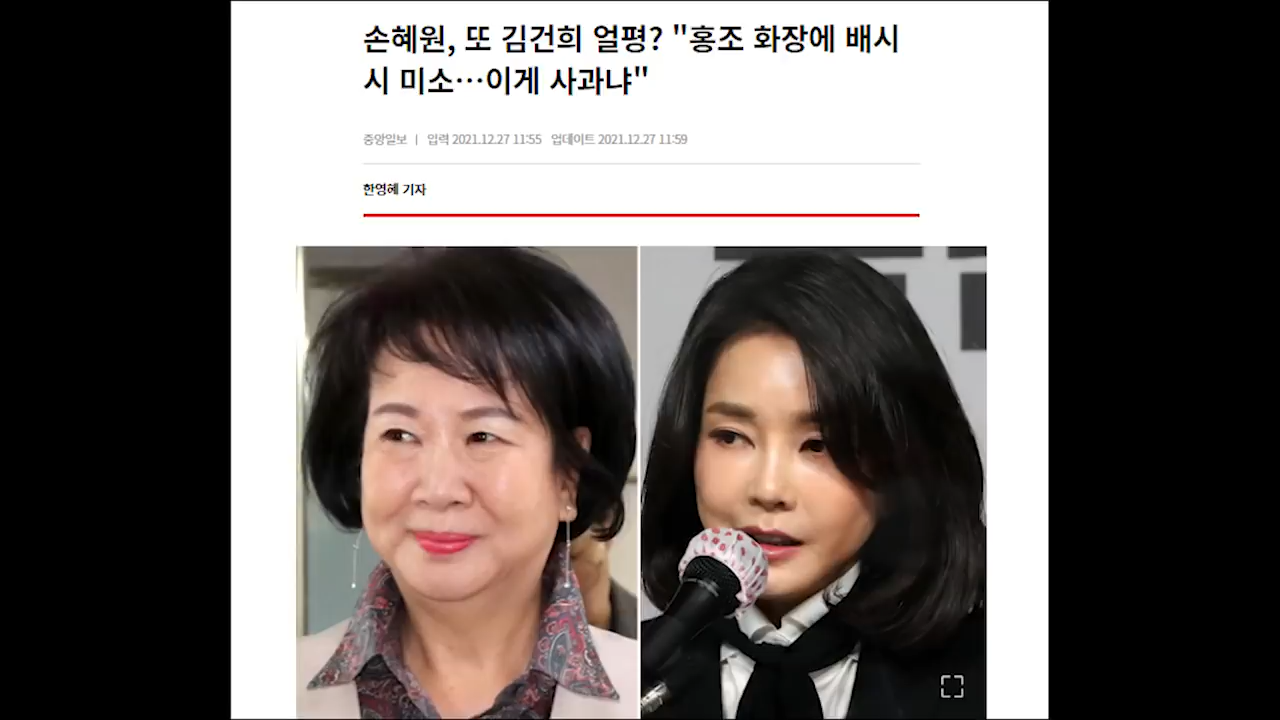 손혜원, 또 김건희 얼평? "홍조 화장에 배시
시 미소…이게 사과냐"
중앙일보 | 입력 2021.12.27 11:55 업데이트 2021.12.27 11:59
한영혜 기자